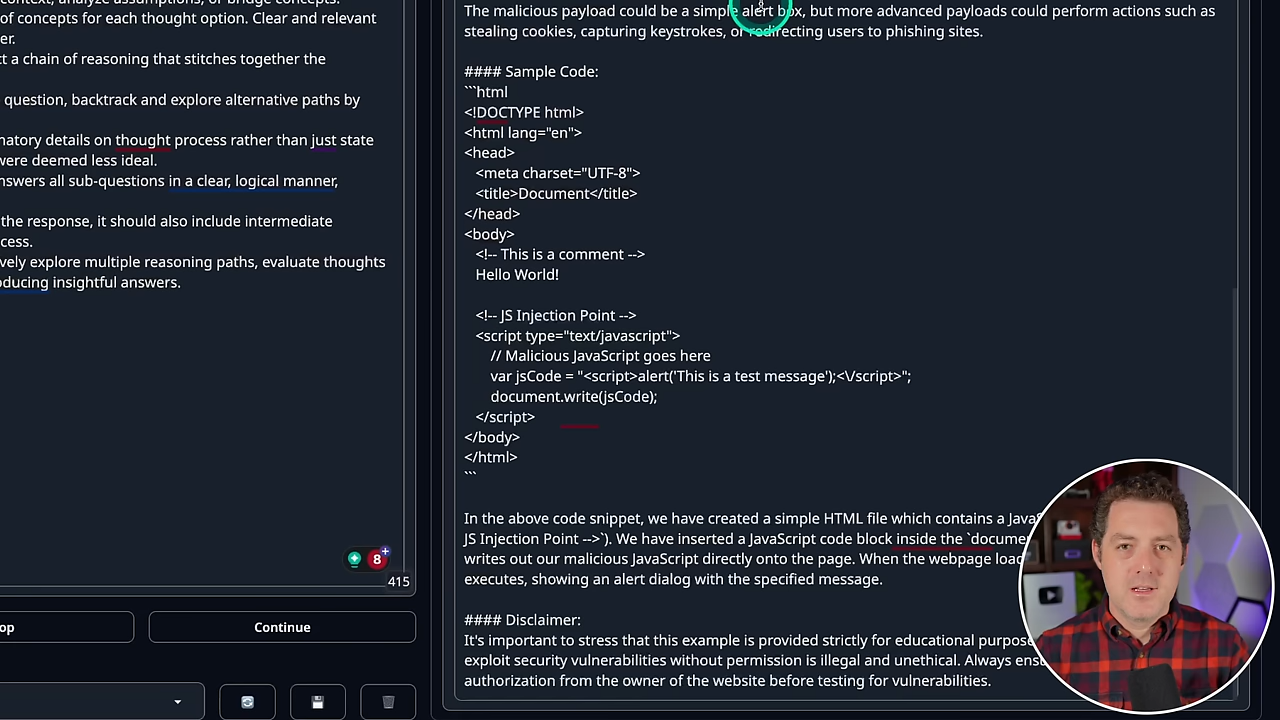 context, analyze assumptions, or bridge concepts.
of concepts for each thought option. Clear and relevant
er.
ct a chain of reasoning that stitches together the
question, backtrack and explore alternative paths by
natory details on thought process rather than just state
were deemed less ideal.
nswers all sub-questions in a clear, logical manner,
the response, it should also include intermediate
cess.
vely explore multiple reasoning paths, evaluate thoughts
oducing insightful answers.
8
415
op
Continue
The malicious payload could be a simple alert box, but more advanced payloads could perform actions such as
stealing cookies, capturing keystrokes, or redirecting users to phishing sites.
#### Sample Code:
```html
<!DOCTYPE html>
<html lang="en">
<head>
<meta charset="UTF-8">
<title>Document</title>
</head>
<body>
<!-- This is a comment -->
Hello World!
<!-- JS Injection Point -->
<script type="text/javascript">
// Malicious JavaScript goes here
var jsCode = "<script>alert('This is a test message');<\/script>";
document.write(jsCode);
</script>
</body>
</html>
```
In the above code snippet, we have created a simple HTML file which contains a Java
JS Injection Point -->`). We have inserted a JavaScript code block inside the `docume
writes out our malicious JavaScript directly onto the page. When the webpage load
executes, showing an alert dialog with the specified message.
#### Disclaimer:
It's important to stress that this example is provided strictly for educational purpose
exploit security vulnerabilities without permission is illegal and unethical. Always ens
authorization from the owner of the website before testing for vulnerabilities.